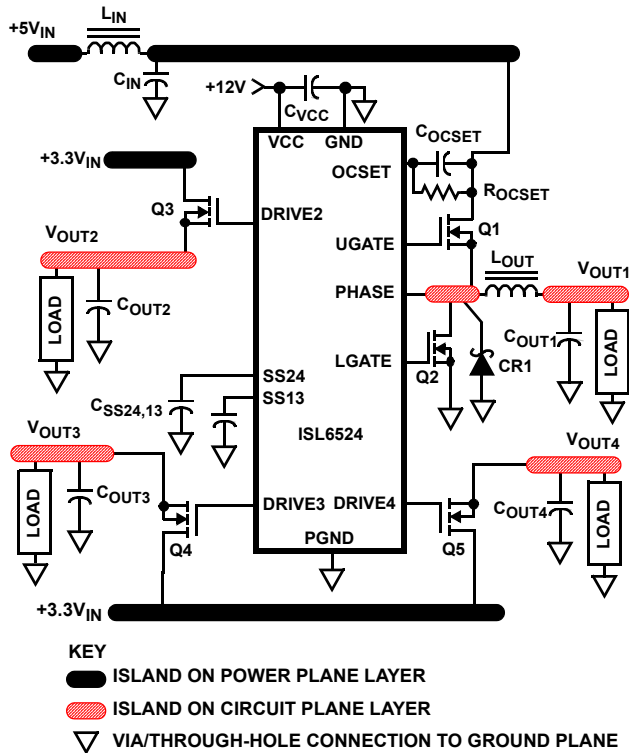 +5VIN
LIN
CIN
+12V
CVCC
VCC
GND
COCSET
OCSET
ROCSET
+3.3VIN
Q3
DRIVE2
UGATE
Q1
VOUT2
LOUT
VOUT1
PHASE
LOAD
COUT2
COUT1
LOAD
LGATE
Q2
CR1
SS24
CSS24,13
SS13
ISL6524
VOUT3
VOUT4
LOAD
COUT3
DRIVE3
DRIVE4
COUT4
LOAD
Q4
PGND
Q5
+3.3VIN
KEY
ISLAND ON POWER PLANE LAYER
ISLAND ON CIRCUIT PLANE LAYER
VIA/THROUGH-HOLE CONNECTION TO GROUND PLANE